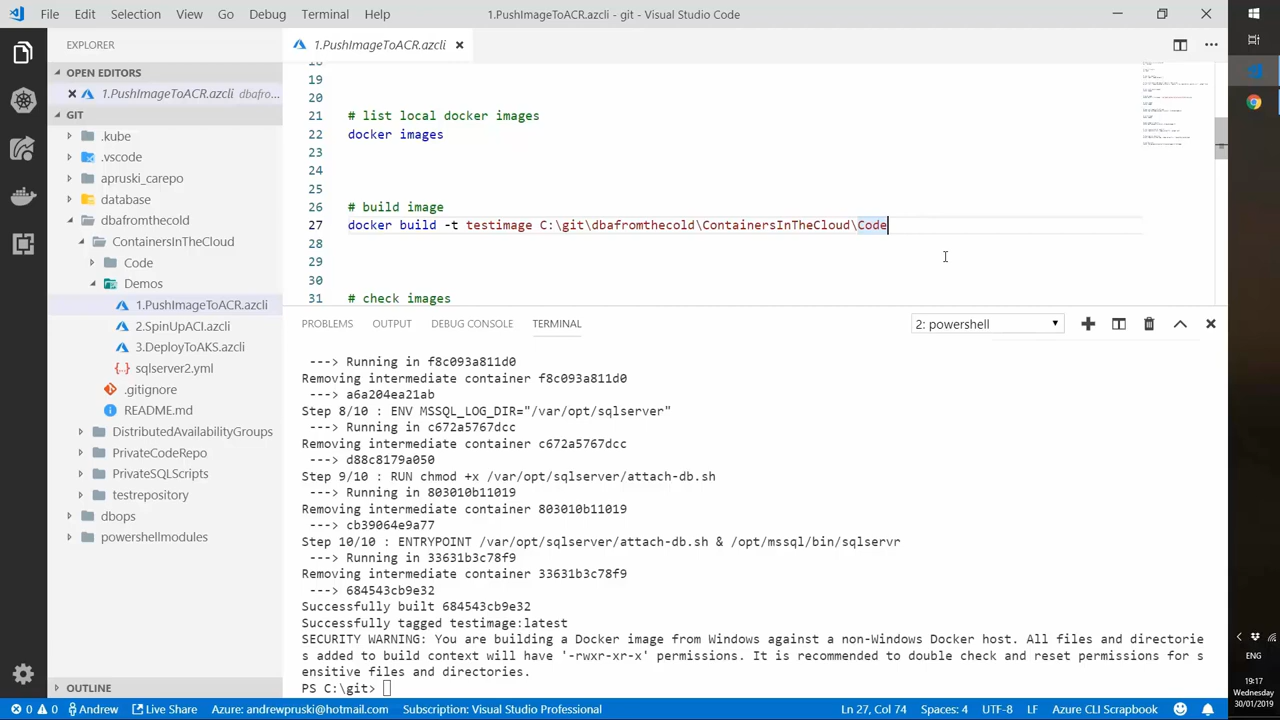 File Edit Selection View Go Debug Terminal Help 1.PushImageToACR.azcli - git - Visual Studio Code
EXPLORER
OPEN EDITORS
1.PushImageToACR.azcli dbafro...
GIT
.kube
.vscode
apruski_carepo
database
dbafromthecold
ContainersInTheCloud
Code
Demos
1.PushImageToACR.azcli
2.SpinUpACI.azcli
3.DeployToAKS.azcli
sqlserver2.yml
.gitignore
README.md
DistributedAvailabilityGroups
PrivateCodeRepo
PrivateSQLScripts
testrepository
dbops
powershellmodules
OUTLINE
1.PushImageToACR.azcli
18
19
20
21 # list local docker images
22 docker images
23
24
25
26 # build image
27 docker build -t testimage C:\git\dbafromthecold\ContainersInTheCloud\Code
28
29
30
31 # check images
PROBLEMS OUTPUT DEBUG CONSOLE TERMINAL 2: powershell
---> Running in f8c093a811d0
Removing intermediate container f8c093a811d0
---> a6a204ea21ab
Step 8/10 : ENV MSSQL_LOG_DIR="/var/opt/sqlserver"
---> Running in c672a5767dcc
Removing intermediate container c672a5767dcc
---> d88c8179a050
Step 9/10 : RUN chmod +x /var/opt/sqlserver/attach-db.sh
---> Running in 803010b11019
Removing intermediate container 803010b11019
---> cb39064e9a77
Step 10/10 : ENTRYPOINT /var/opt/sqlserver/attach-db.sh & /opt/mssql/bin/sqlservr
---> Running in 33631b3c78f9
Removing intermediate container 33631b3c78f9
---> 684543cb9e32
Successfully built 684543cb9e32
Successfully tagged testimage:latest
SECURITY WARNING: You are building a Docker image from Windows against a non-Windows Docker host. All files and directorie
s added to build context will have '-rwxr-xr-x' permissions. It is recommended to double check and reset permissions for s
ensitive files and directories.
PS C:\git>
0 0 Andrew Live Share Azure: andrewpruski@hotmail.com Subscription: Visual Studio Enterprise Ln 27, Col 74 Spaces: 4 UTF-8 LF Azure CLI Scrapbook
ENG
19:17
Wednesday
30/01/2019